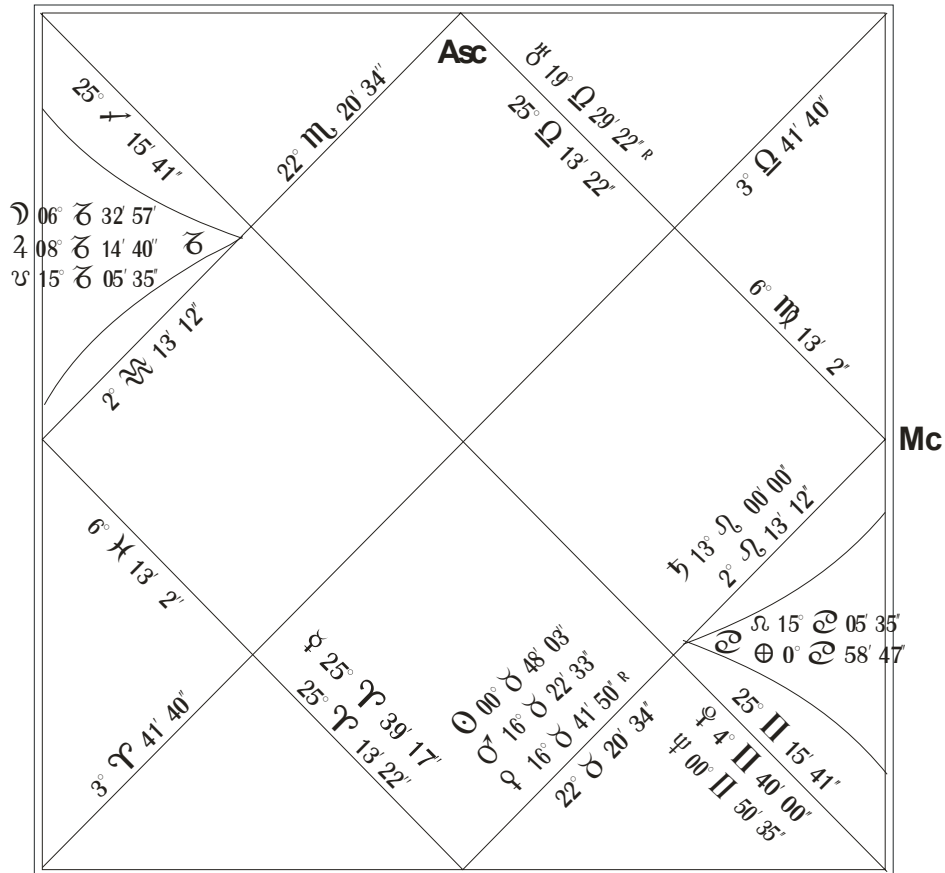 Asc
♅ 19° ♎ 29' 22" R
25° ♎ 13' 22"
3° ♎ 41' 40"
22° ♏ 20' 34"
25° ♐ 15' 41"
☽ 06° ♑ 32' 57'
♃ 08° ♑ 14' 40"
☋ 15° ♑ 05' 35"
♑
6° ♍ 13' 2"
2° ♒ 13' 12"
Mc
♄ 13° ♌ 00' 00"
2° ♌ 13' 12"
6° ♓ 13' 2"
♋
☊ 15° ♋ 05' 35"
⊕ 0° ♋ 58' 47"
☿ 25° ♈ 39' 17"
25° ♈ 13' 22"
3° ♈ 41' 40"
☉ 00° ♉ 48' 03"
♂ 16° ♉ 22' 33"
♀ 16° ♉ 41' 50" R
22° ♉ 20' 34"
25° ♊ 15' 41"
⯓ 4° ♊ 40' 00"
♆ 00° ♊ 50' 35"